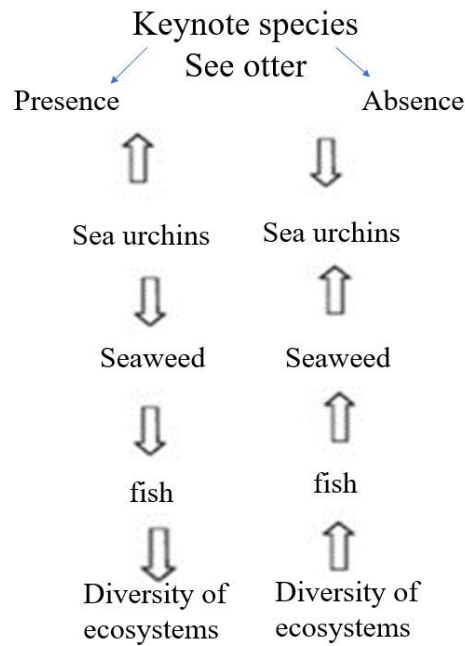 Keynote species
See otter
Presence
Absence
Sea urchins
Sea urchins
Seaweed
Seaweed
fish
fish
Diversity of
ecosystems
Diversity of
ecosystems